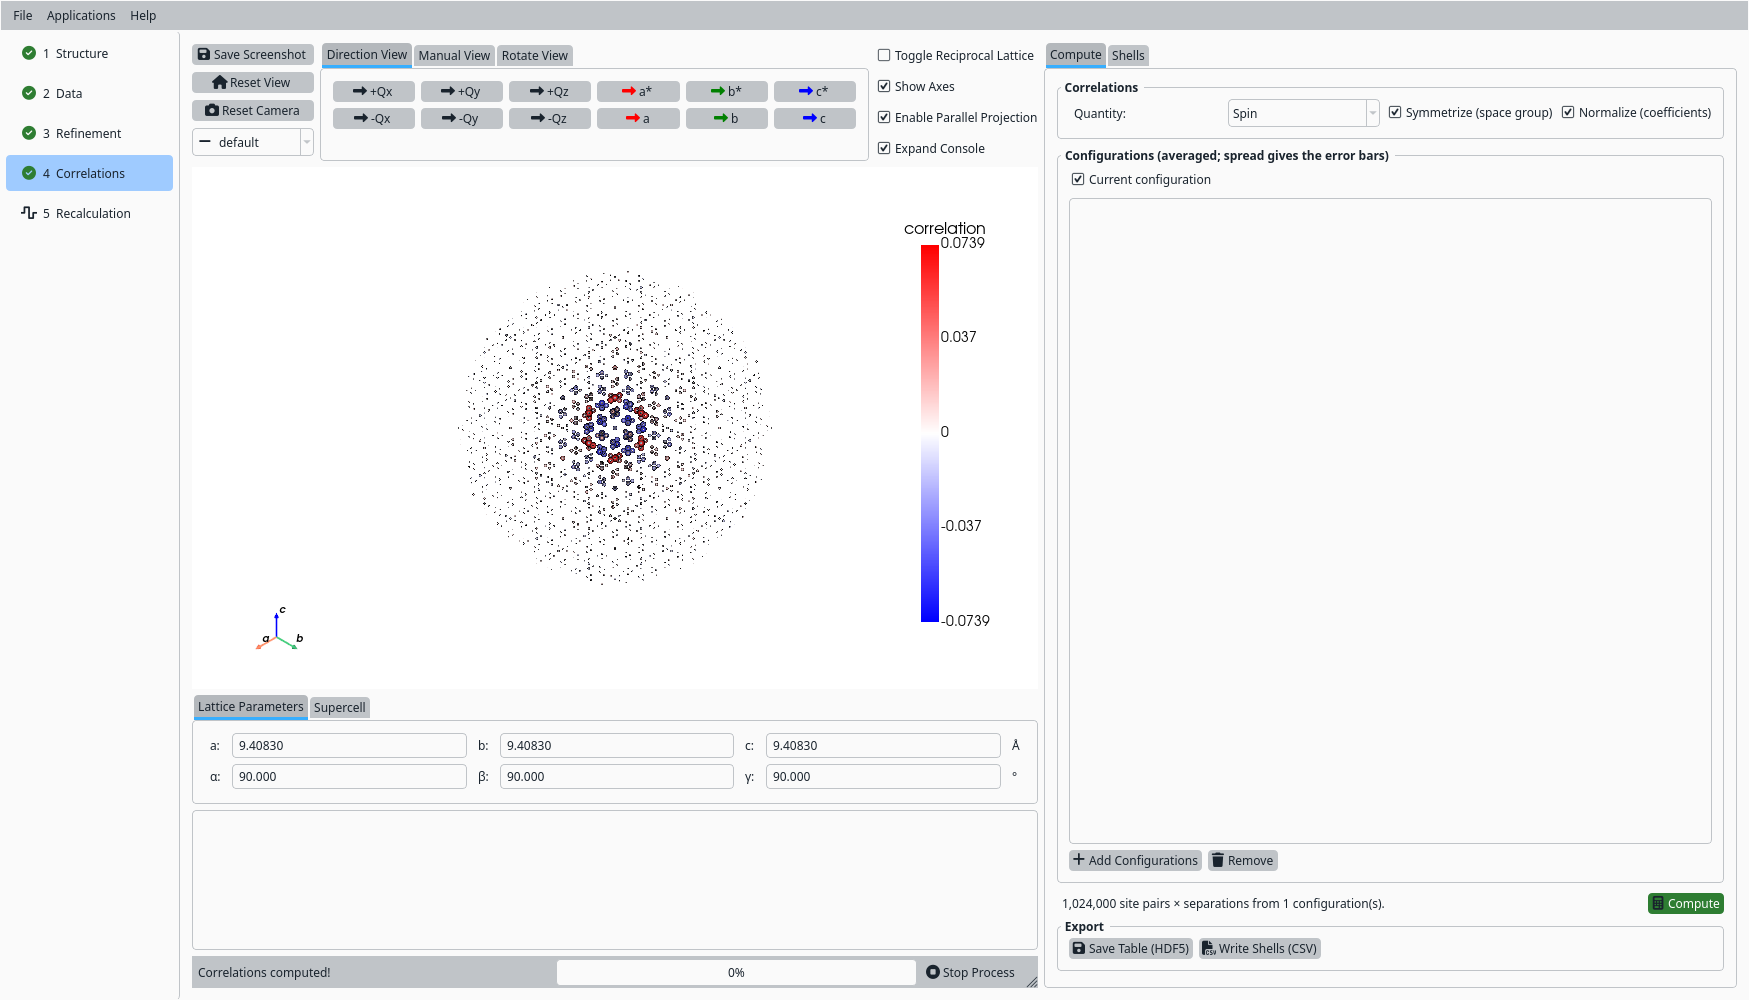 File Applications Help
1 Structure
2 Data
3 Refinement
4 Correlations
5 Recalculation
Save Screenshot
Reset View
Reset Camera
default
Direction View Manual View Rotate View
+Qx +Qy +Qz a* b* c*
-Qx -Qy -Qz a b c
Toggle Reciprocal Lattice
Show Axes
Enable Parallel Projection
Expand Console
correlation
0.0739
0.037
0
-0.037
-0.0739
c
a b
Lattice Parameters Supercell
a: 9.40830 b: 9.40830 c: 9.40830 Å
α: 90.000 β: 90.000 γ: 90.000 °
Correlations computed! 0% Stop Process
Compute Shells
Correlations
Quantity: Spin Symmetrize (space group) Normalize (coefficients)
Configurations (averaged; spread gives the error bars)
Current configuration
Add Configurations Remove
1,024,000 site pairs × separations from 1 configuration(s). Compute
Export
Save Table (HDF5) Write Shells (CSV)